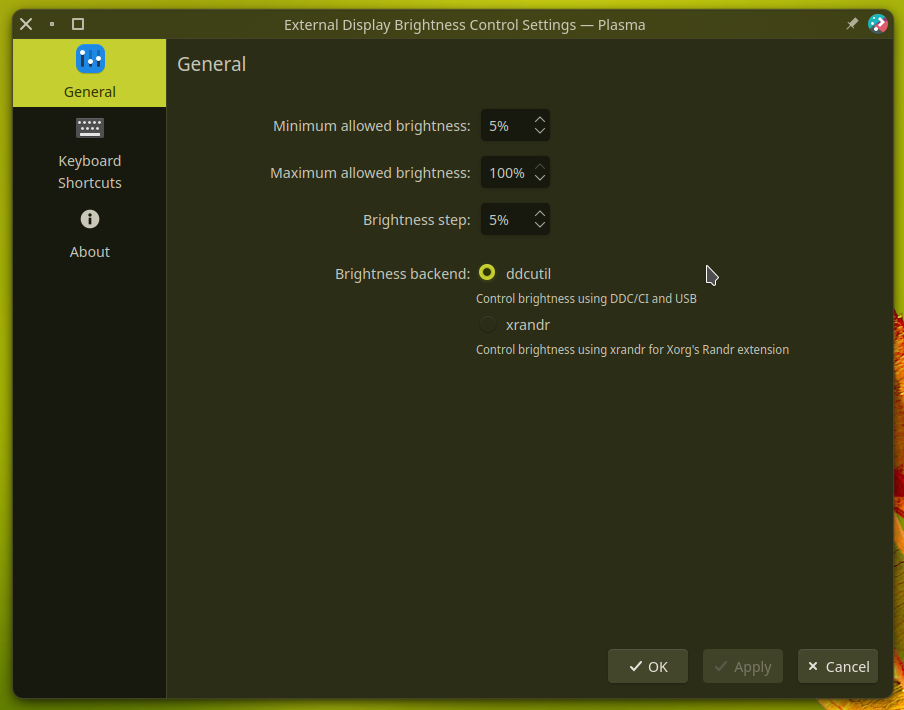 External Display Brightness Control Settings — Plasma
General
Keyboard
Shortcuts
About
General
Minimum allowed brightness: 5%
Maximum allowed brightness: 100%
Brightness step: 5%
Brightness backend: ddcutil
Control brightness using DDC/CI and USB
xrandr
Control brightness using xrandr for Xorg's Randr extension
OK Apply Cancel